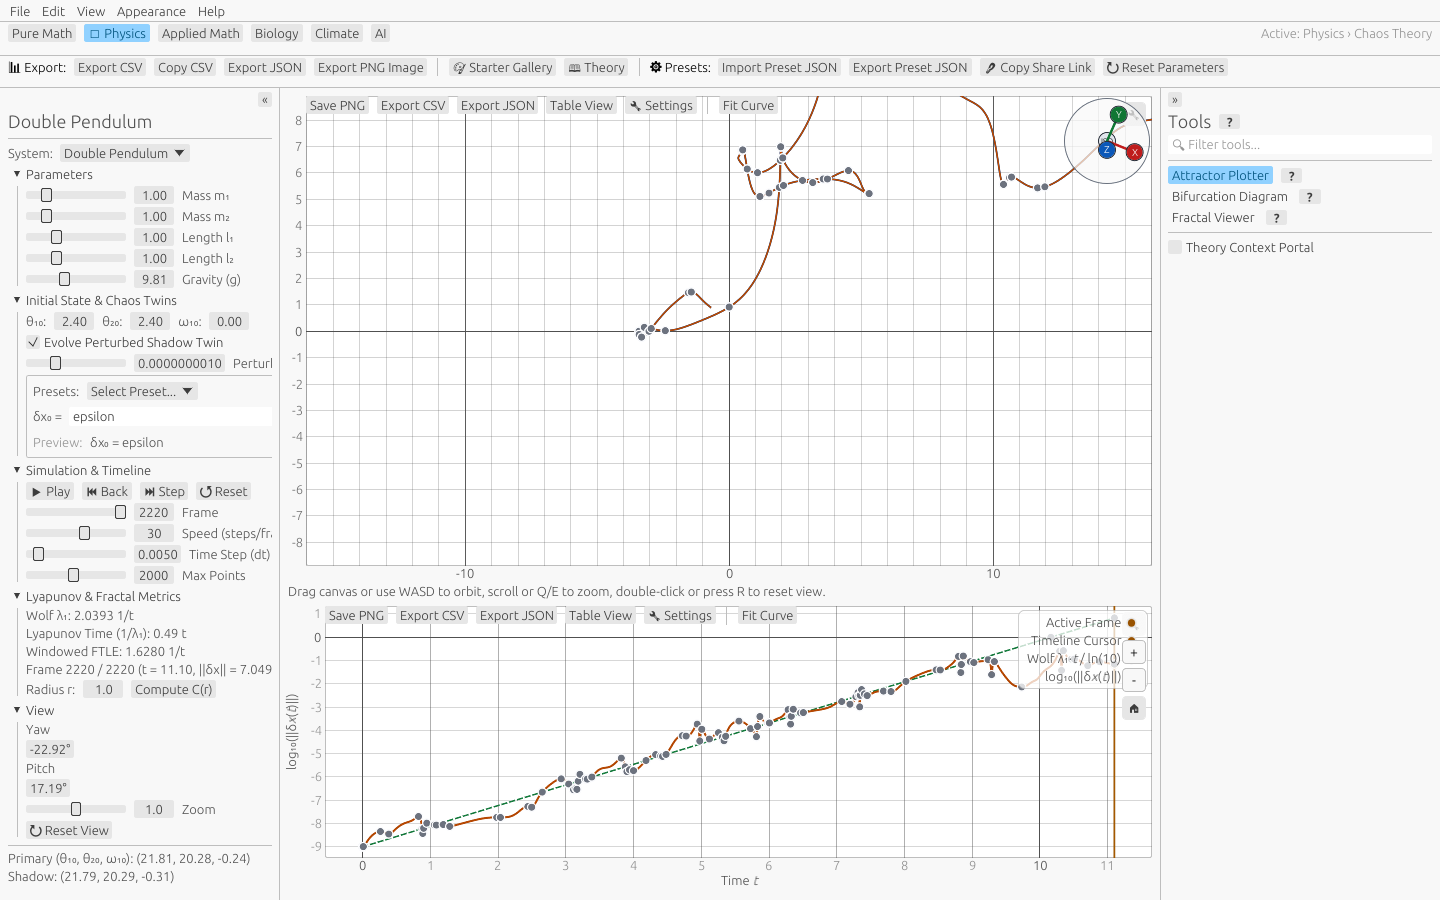 File Edit View Appearance Help
Pure Math Physics Applied Math Biology Climate AI Active: Physics › Chaos Theory
Export: Export CSV Copy CSV Export JSON Export PNG Image Starter Gallery Theory Presets: Import Preset JSON Export Preset JSON Copy Share Link Reset Parameters
«
Double Pendulum
System: Double Pendulum
Parameters
1.00 Mass m₁
1.00 Mass m₂
1.00 Length l₁
1.00 Length l₂
9.81 Gravity (g)
Initial State & Chaos Twins
θ₁₀: 2.40 θ₂₀: 2.40 ω₁₀: 0.00
Evolve Perturbed Shadow Twin
0.0000000010 Perturl
Presets: Select Preset...
δx₀ = epsilon
Preview: δx₀ = epsilon
Simulation & Timeline
Play Back Step Reset
2220 Frame
30 Speed (steps/fra
0.0050 Time Step (dt)
2000 Max Points
Lyapunov & Fractal Metrics
Wolf λ₁: 2.0393 1/t
Lyapunov Time (1/λ₁): 0.49 t
Windowed FTLE: 1.6280 1/t
Frame 2220 / 2220 (t = 11.10, ||δx|| = 7.049
Radius r: 1.0 Compute C(r)
View
Yaw
-22.92°
Pitch
17.19°
1.0 Zoom
Reset View
Primary (θ₁₀, θ₂₀, ω₁₀): (21.81, 20.28, -0.24)
Shadow: (21.79, 20.29, -0.31)
Save PNG Export CSV Export JSON Table View Settings Fit Curve
8
7
6
5
4
3
2
1
0
-1
-2
-3
-4
-5
-6
-7
-8
-10 0 10
Y
Z
X
Drag canvas or use WASD to orbit, scroll or Q/E to zoom, double-click or press R to reset view.
Save PNG Export CSV Export JSON Table View Settings Fit Curve
Active Frame
Timeline Cursor
Wolf λ₁·t / ln(10)
log₁₀(||δx(t)||)
+
-
log₁₀(||δx(t)||)
1
0
-1
-2
-3
-4
-5
-6
-7
-8
-9
0 1 2 3 4 5 6 7 8 9 10 11
Time t
»
Tools ?
Filter tools...
Attractor Plotter ?
Bifurcation Diagram ?
Fractal Viewer ?
Theory Context Portal